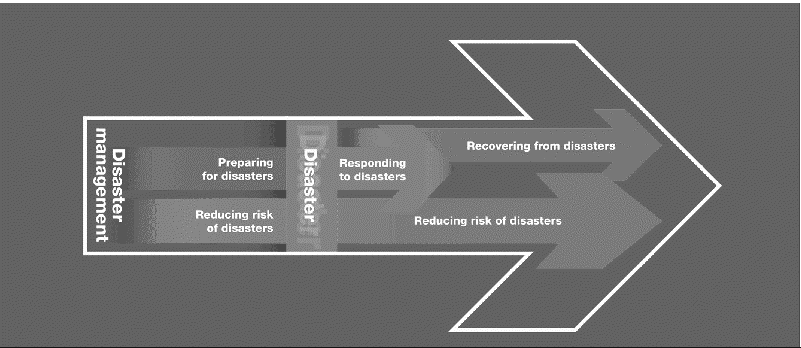 Disaster
management
Preparing
for disasters
Reducing risk
of disasters
Disaster
Responding
to disasters
Recovering from disasters
Reducing risk of disasters